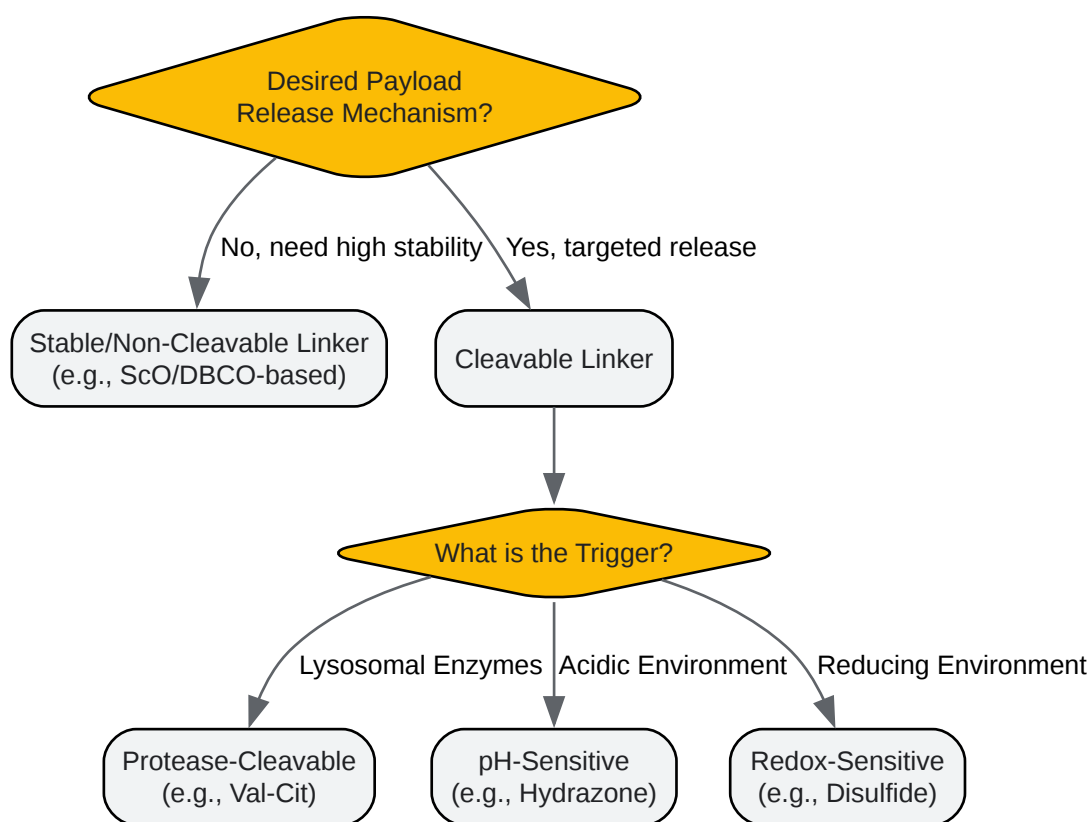 Desired Payload
Release Mechanism?
No, need high stability
Yes, targeted release
Stable/Non-Cleavable Linker
(e.g., ScO/DBCO-based)
Cleavable Linker
What is the Trigger?
Lysosomal Enzymes
Acidic Environment
Reducing Environment
Protease-Cleavable
(e.g., Val-Cit)
pH-Sensitive
(e.g., Hydrazone)
Redox-Sensitive
(e.g., Disulfide)